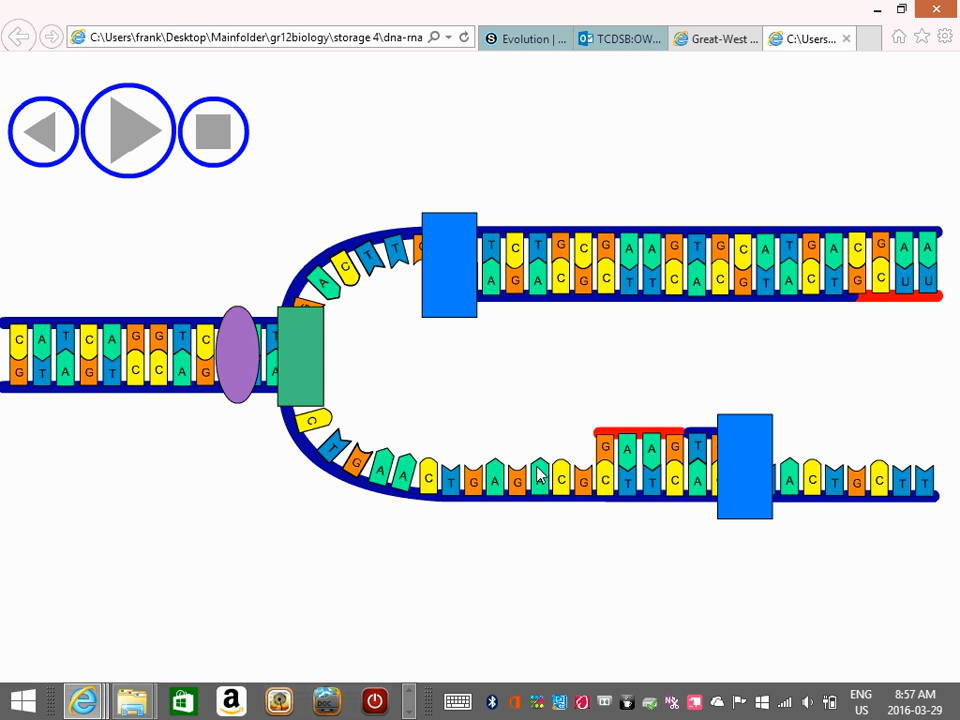 C:\Users\frank\Desktop\Mainfolder\gr12biology\storage 4\dna-rna
Evolution | ...
TCDSB:OW...
Great-West ...
C:\Users...
A C T T
T C T G C G A A G T G C A T G A C G A A
A G A C G C T T C A C G T A C T G C U U
C A T C A G G T C T
G T A G T C C A G A
G A A G T
C T G A A C T G A G A C G C T T C A A C T G C T T
DOC
ENG
US
8:57 AM
2016-03-29